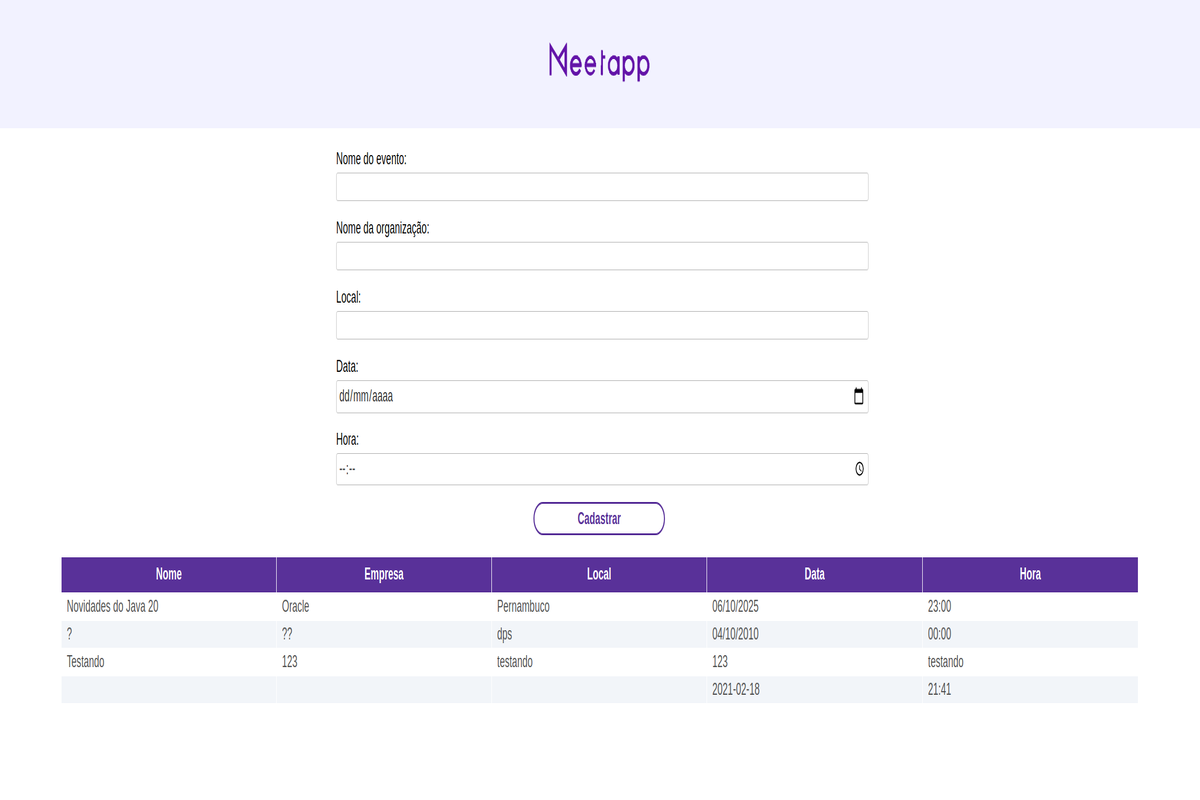 Meetapp
Nome do evento:
Nome da organização:
Local:
Data:
dd/mm/aaaa
Hora:
--:--
Cadastrar
Nome Empresa Local Data Hora
Novidades do Java 20 Oracle Pernambuco 06/10/2025 23:00
? ?? dps 04/10/2010 00:00
Testando 123 testando 123 testando
2021-02-18 21:41